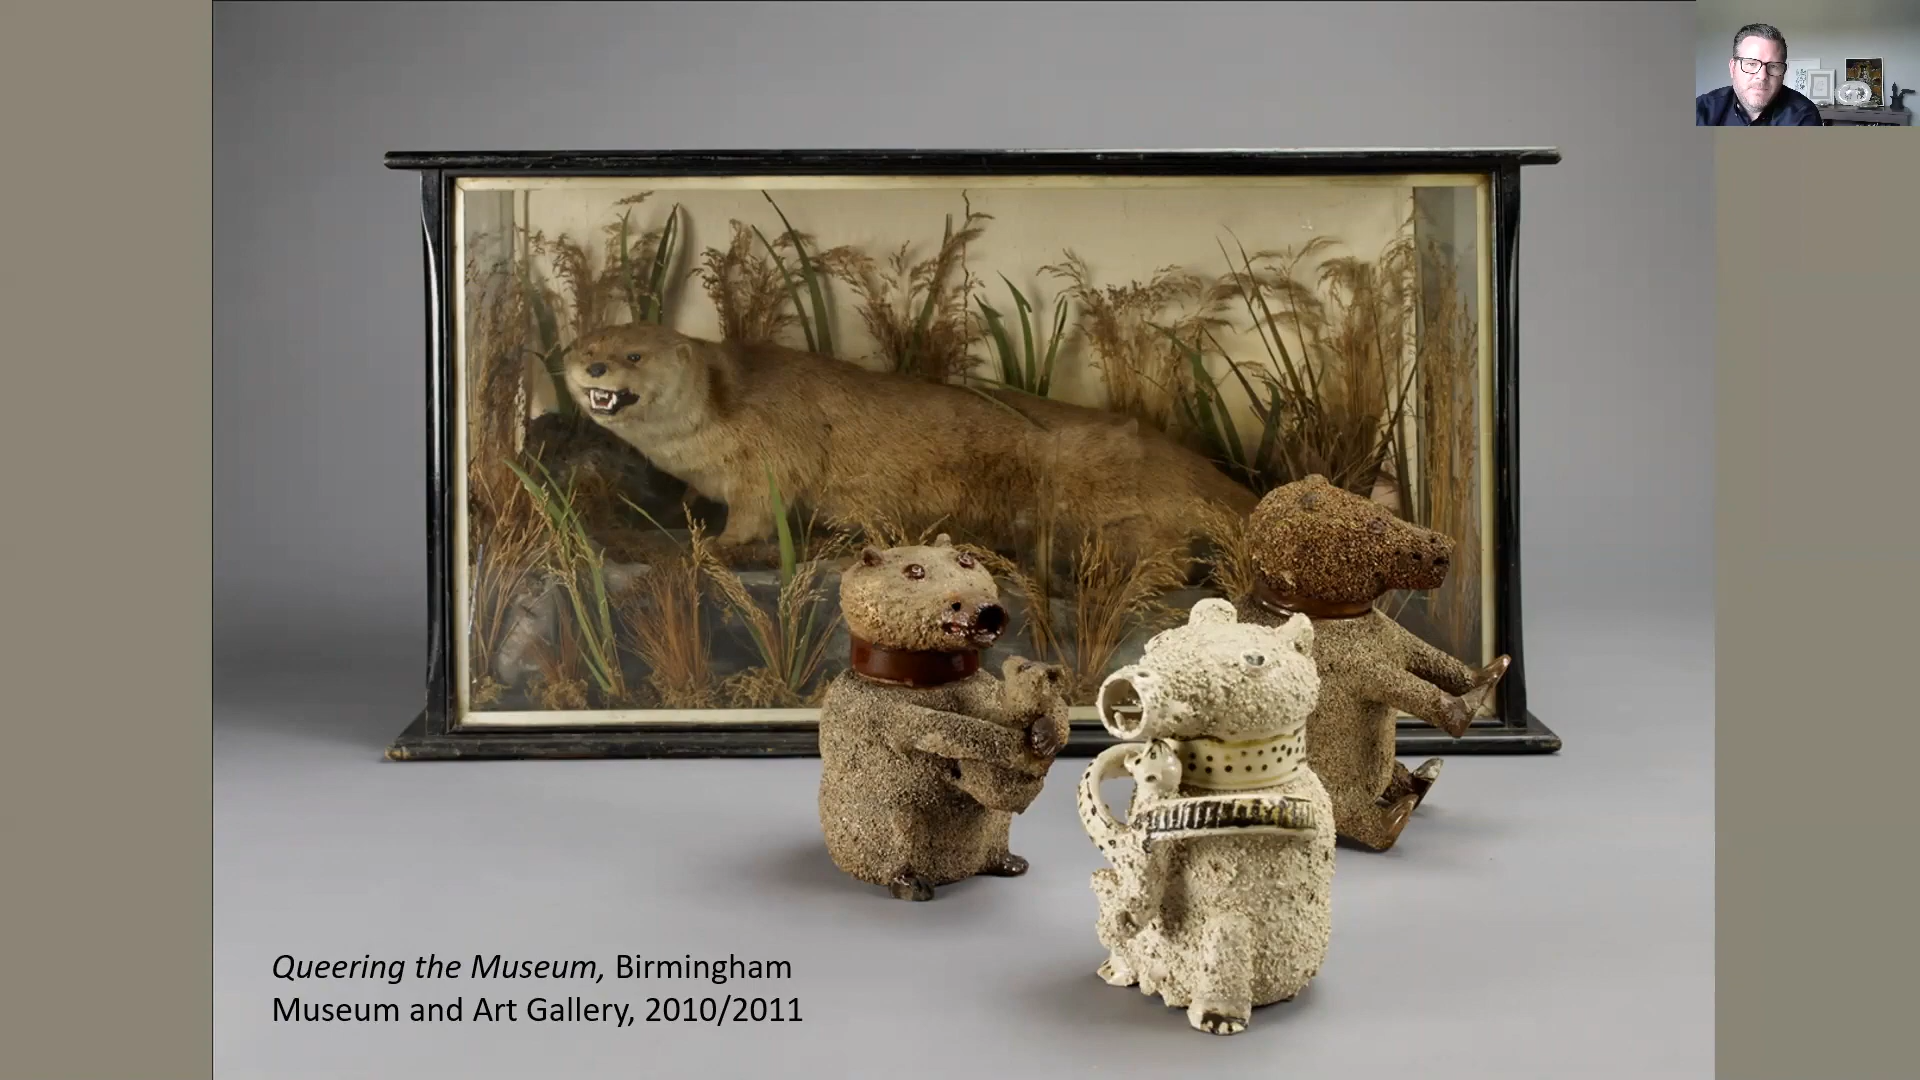 Queering the Museum, Birmingham
Museum and Art Gallery, 2010/2011